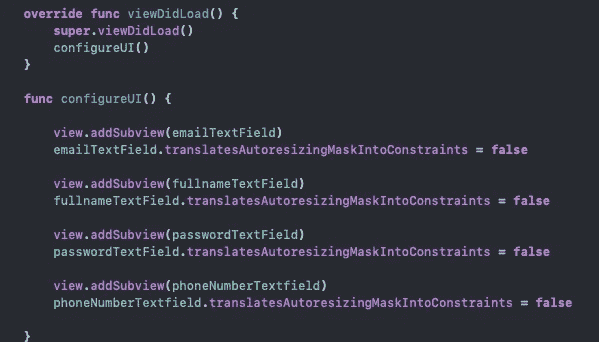 override func viewDidLoad() {
super.viewDidLoad()
configureUI()
}
func configureUI() {
view.addSubview(emailTextField)
emailTextField.translatesAutoresizingMaskIntoConstraints = false
view.addSubview(fullnameTextField)
fullnameTextField.translatesAutoresizingMaskIntoConstraints = false
view.addSubview(passwordTextField)
passwordTextField.translatesAutoresizingMaskIntoConstraints = false
view.addSubview(phoneNumberTextfield)
phoneNumberTextfield.translatesAutoresizingMaskIntoConstraints = false
}